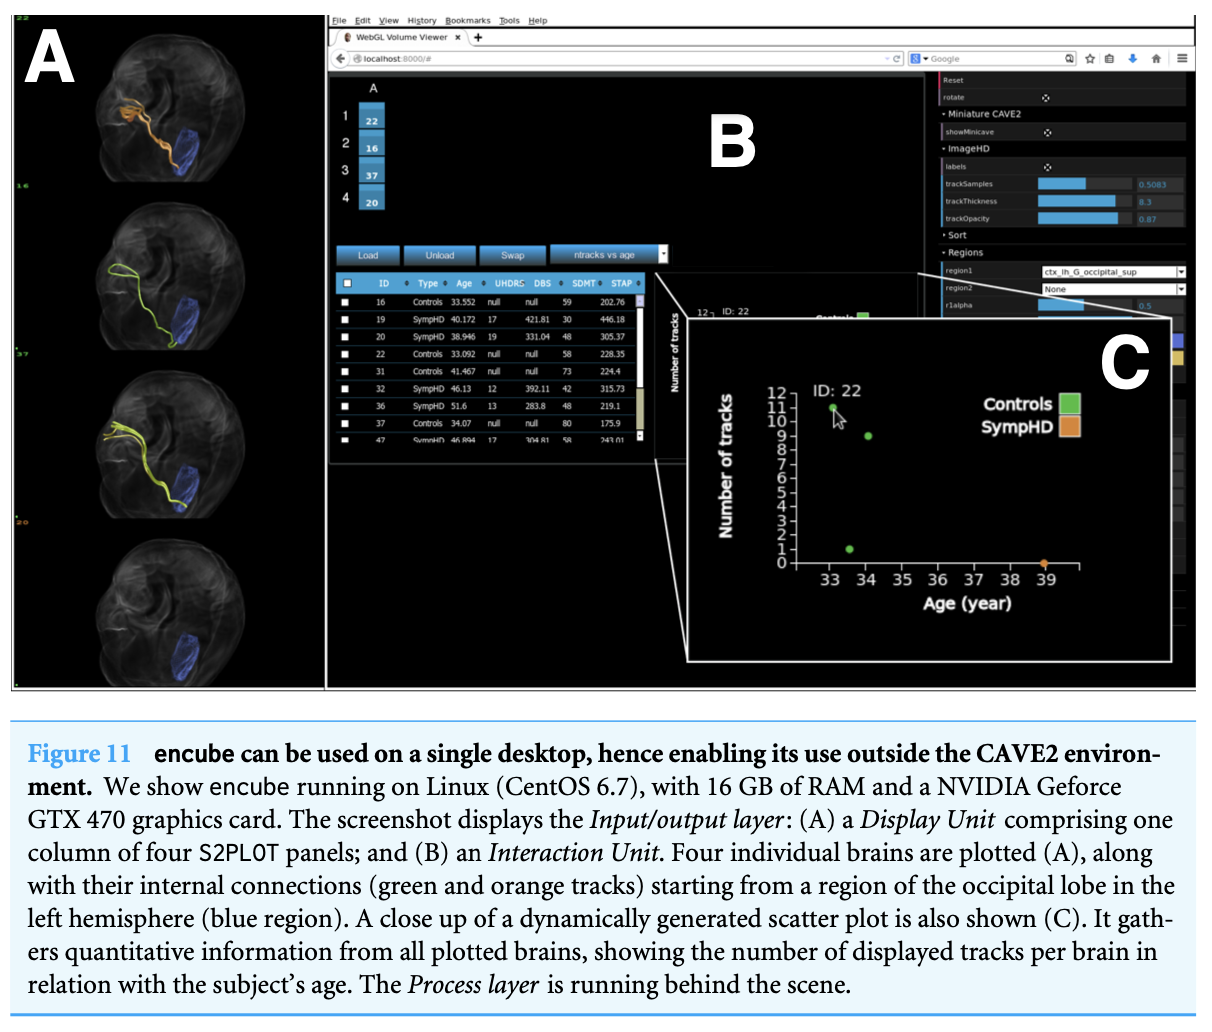 A
22
16
37
20
File Edit View History Bookmarks Tools Help
WebGL Volume Viewer × +
localhost:8000/#
Google
B
A
1 22
2 16
3 37
4 20
Load Unload Swap ntracks vs age
ID Type Age UHDRS DBS SDMT STAP
16 Controls 33.552 null null 59 202.76
19 SympHD 40.172 17 421.81 30 446.18
20 SympHD 38.946 19 331.04 48 305.37
22 Controls 33.092 null null 58 228.35
31 Controls 41.467 null null 73 224.4
32 SympHD 46.13 12 392.11 42 315.73
36 SympHD 51.6 13 283.8 48 219.1
37 Controls 34.07 null null 80 175.9
47 SympHD 46.894 17 304.81 58 243.01
Number of tracks
12 ID: 22
Controls
Reset
rotate
Miniature CAVE2
showMinicave
ImageHD
labels
trackSamples 0.5083
trackThickness 8.3
trackOpacity 0.87
Sort
Regions
region1 ctx_lh_G_occipital_sup
region2 None
r1alpha 0.5
C
ID: 22
Controls
SympHD
Number of tracks
12
11
10
9
8
7
6
5
4
3
2
1
0
33 34 35 36 37 38 39
Age (year)
Figure 11 encube can be used on a single desktop, hence enabling its use outside the CAVE2 environ-
ment. We show encube running on Linux (CentOS 6.7), with 16 GB of RAM and a NVIDIA Geforce
GTX 470 graphics card. The screenshot displays the Input/output layer: (A) a Display Unit comprising one
column of four S2PLOT panels; and (B) an Interaction Unit. Four individual brains are plotted (A), along
with their internal connections (green and orange tracks) starting from a region of the occipital lobe in the
left hemisphere (blue region). A close up of a dynamically generated scatter plot is also shown (C). It gath-
ers quantitative information from all plotted brains, showing the number of displayed tracks per brain in
relation with the subject's age. The Process layer is running behind the scene.